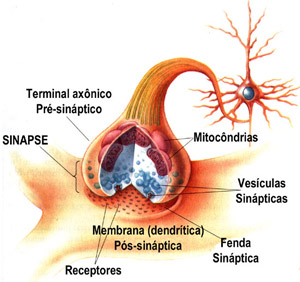 Terminal axônico
Pré-sináptico
SINAPSE
Mitocôndrias
Vesículas
Sinápticas
Membrana (dendrítica)
Pós-sináptica
Fenda
Sináptica
Receptores